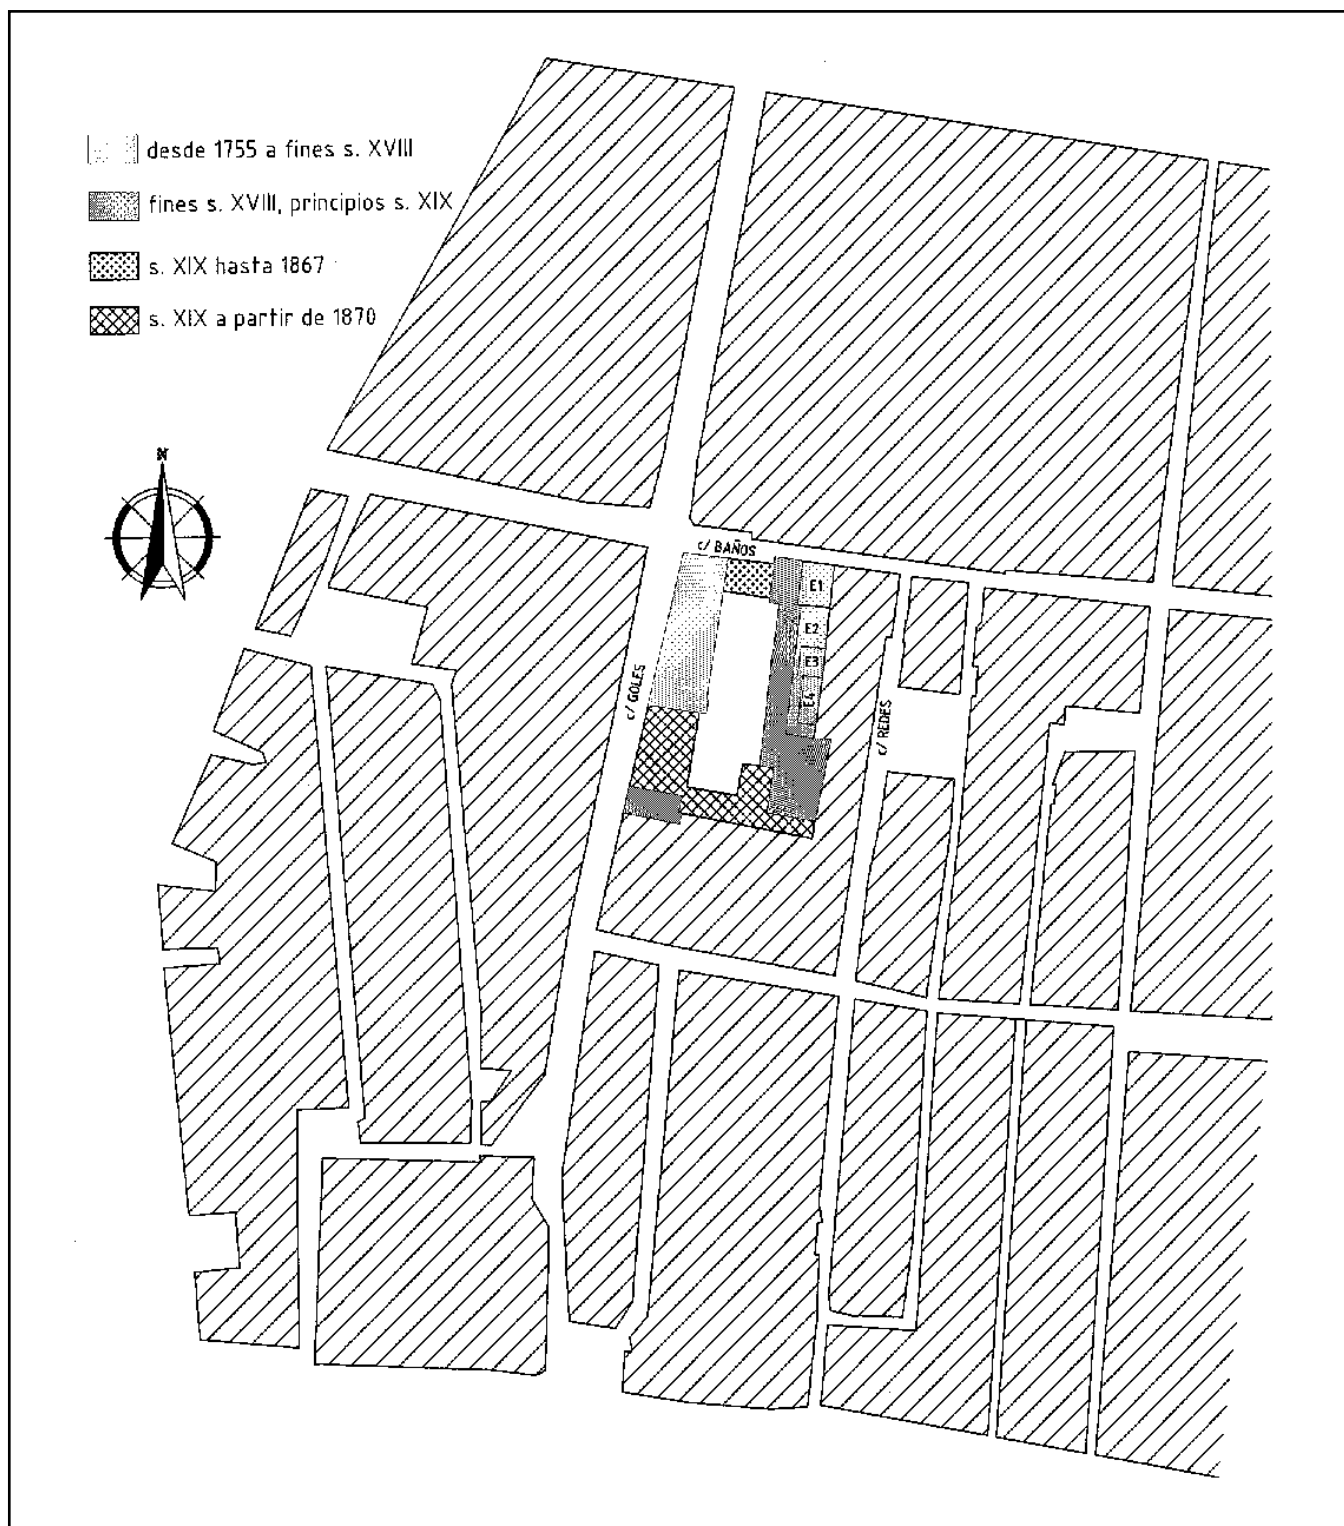 desde 1755 a fines s. XVIII
fines s. XVIII, principios s. XIX
s. XIX hasta 1867
s. XIX a partir de 1870
N
c/ BAÑOS
E1
E2
E3
E4
c/ GOLES
c/ REDES